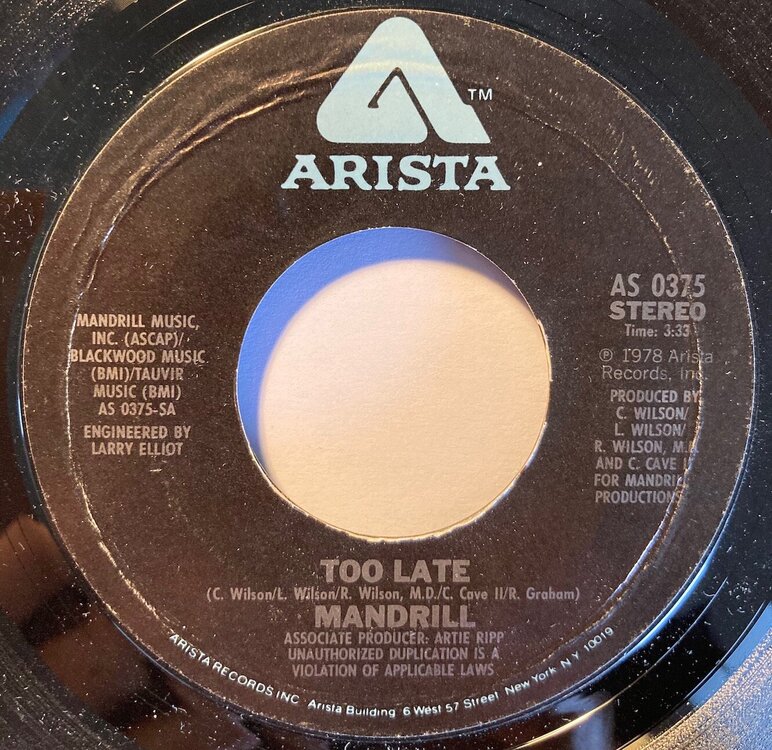 ARISTA™
MANDRILL MUSIC,
INC. (ASCAP)/
BLACKWOOD MUSIC
(BMI)/TAUVIR
MUSIC (BMI)
AS 0375-SA
ENGINEERED BY
LARRY ELLIOT
AS 0375
STEREO
Time: 3:33
℗ 1978 Arista
Records, Inc.
PRODUCED BY
C. WILSON/
L. WILSON/
R. WILSON, M.D.
AND C. CAVE II
FOR MANDRILL
PRODUCTIONS
TOO LATE
(C. Wilson/L. Wilson/R. Wilson, M.D./C. Cave II/R. Graham)
MANDRILL
ASSOCIATE PRODUCER: ARTIE RIPP
UNAUTHORIZED DUPLICATION IS A
VIOLATION OF APPLICABLE LAWS
ARISTA RECORDS INC · Arista Building 6 West 57 Street New York N Y 10019